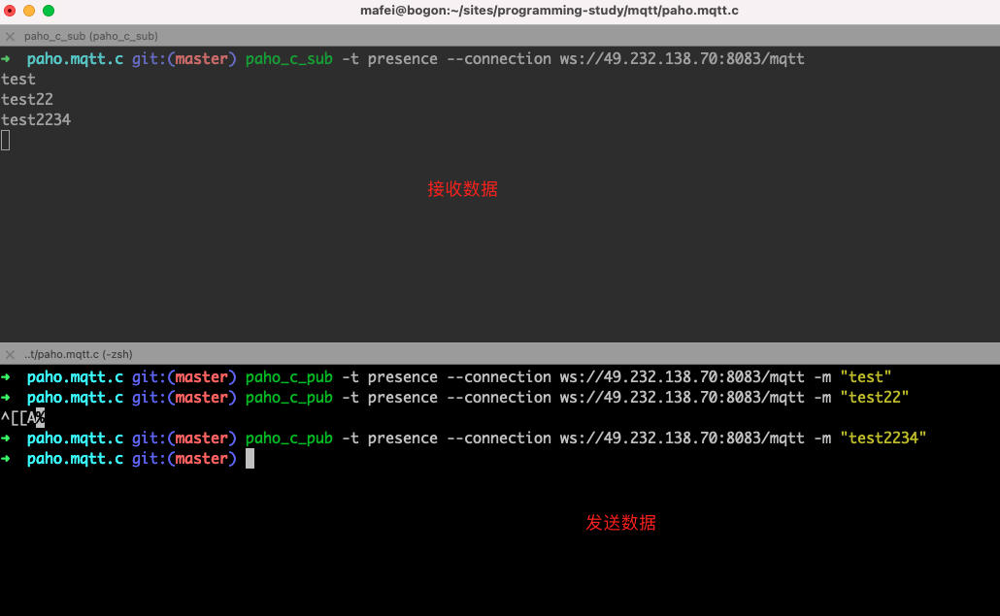 mafei@bogon:~/sites/programming-study/mqtt/paho.mqtt.c
paho_c_sub (paho_c_sub)
➜  paho.mqtt.c git:(master) paho_c_sub -t presence --connection ws://49.232.138.70:8083/mqtt
test
test22
test2234
接收数据
..t/paho.mqtt.c (-zsh)
➜  paho.mqtt.c git:(master) paho_c_pub -t presence --connection ws://49.232.138.70:8083/mqtt -m "test"
➜  paho.mqtt.c git:(master) paho_c_pub -t presence --connection ws://49.232.138.70:8083/mqtt -m "test22"
^[[A%
➜  paho.mqtt.c git:(master) paho_c_pub -t presence --connection ws://49.232.138.70:8083/mqtt -m "test2234"
➜  paho.mqtt.c git:(master)
发送数据